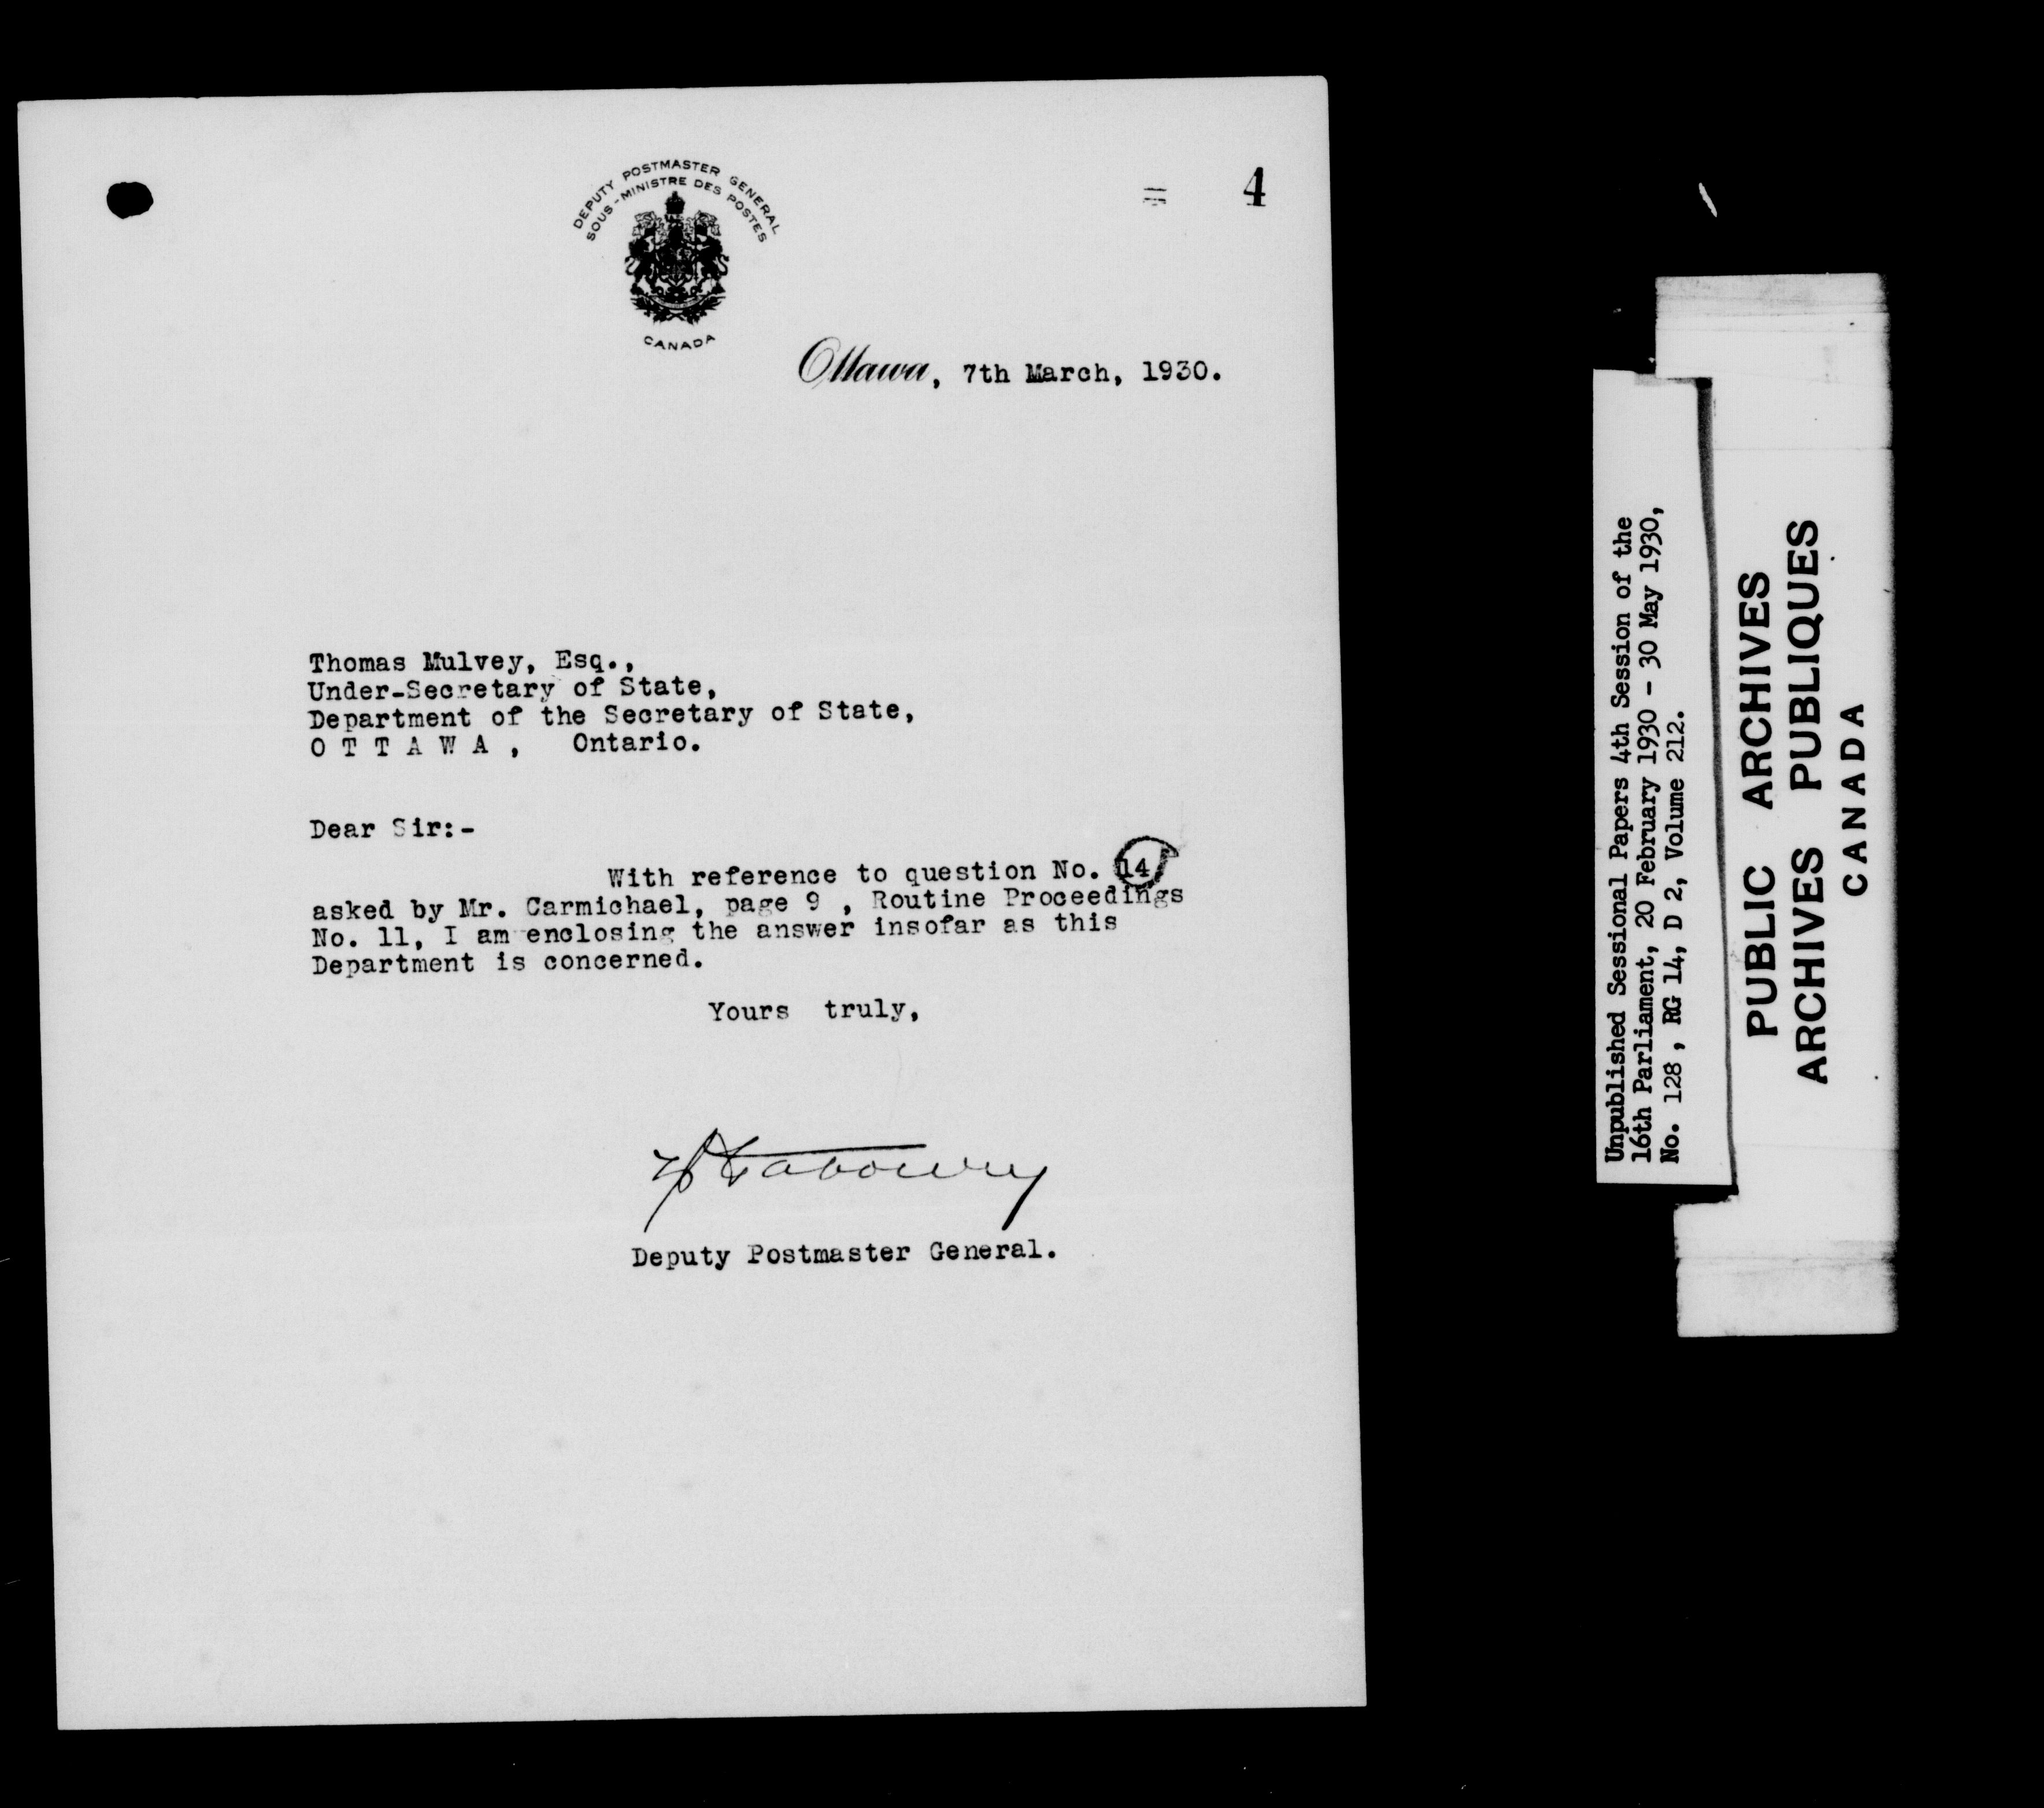 DEPUTY POSTMASTER GENERAL
SOUS-MINISTRE DES POSTES
CANADA
= 4
Ottawa, 7th March, 1930.
Thomas Mulvey, Esq.,
Under-Secretary of State,
Department of the Secretary of State,
O T T A W A , Ontario.
Dear Sir:-
With reference to question No. 14
asked by Mr. Carmichael, page 9 , Routine Proceedings
No. 11, I am enclosing the answer insofar as this
Department is concerned.
Yours truly,
Deputy Postmaster General.
Unpublished Sessional Papers 4th Session of the
16th Parliament, 20 February 1930 - 30 May 1930,
No. 128 , RG 14, D 2, Volume 212.
PUBLIC ARCHIVES
ARCHIVES PUBLIQUES
CANADA